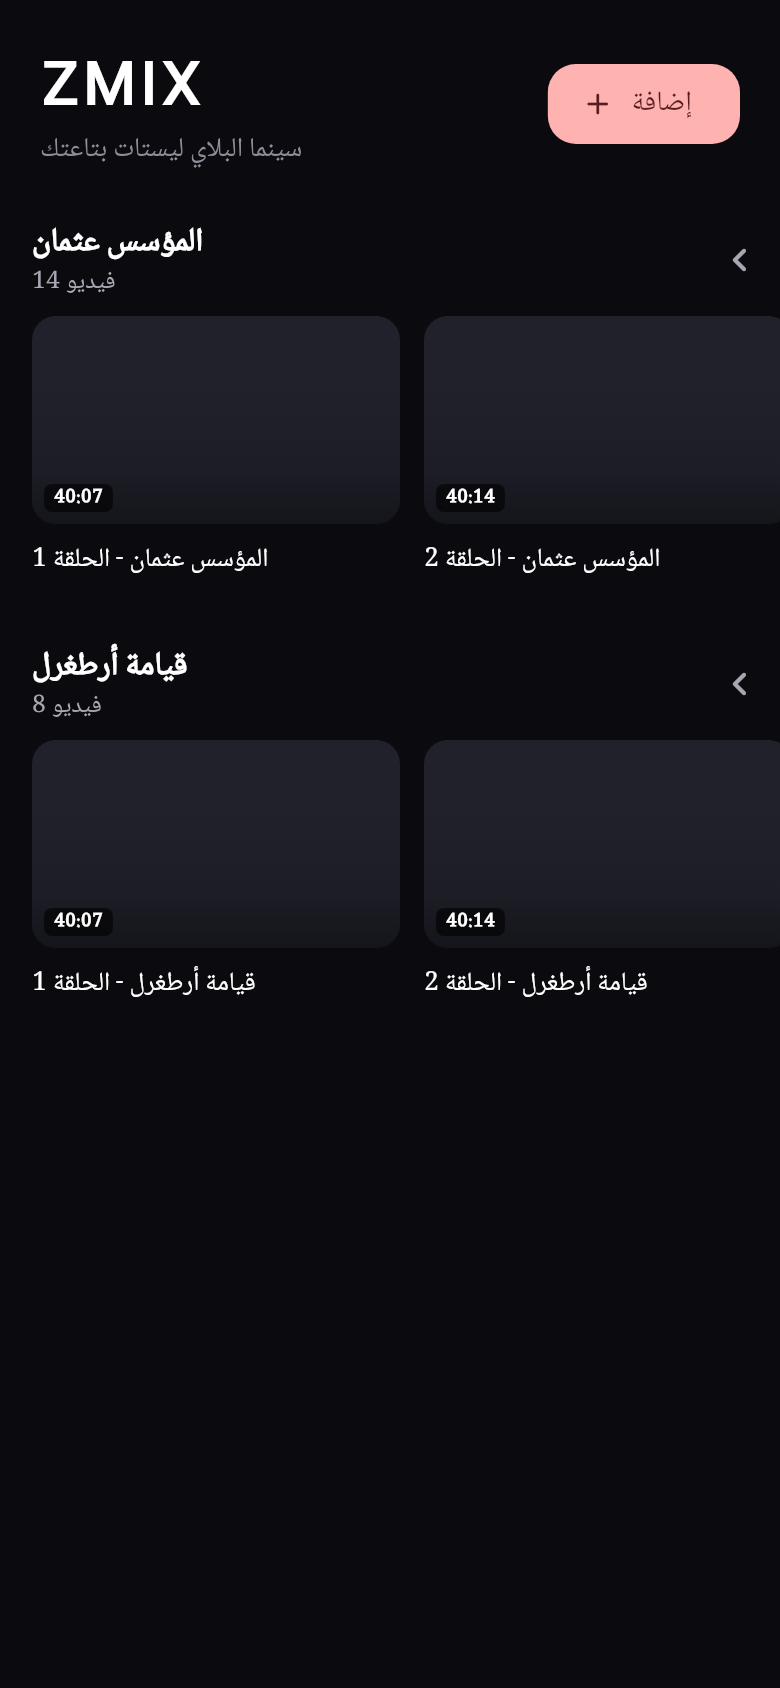 ZMIX
سينما البلاي ليستات بتاعتك
إضافة
المؤسس عثمان
14 فيديو
40:07
40:14
المؤسس عثمان - الحلقة 1
المؤسس عثمان - الحلقة 2
قيامة أرطغرل
8 فيديو
40:07
40:14
قيامة أرطغرل - الحلقة 1
قيامة أرطغرل - الحلقة 2